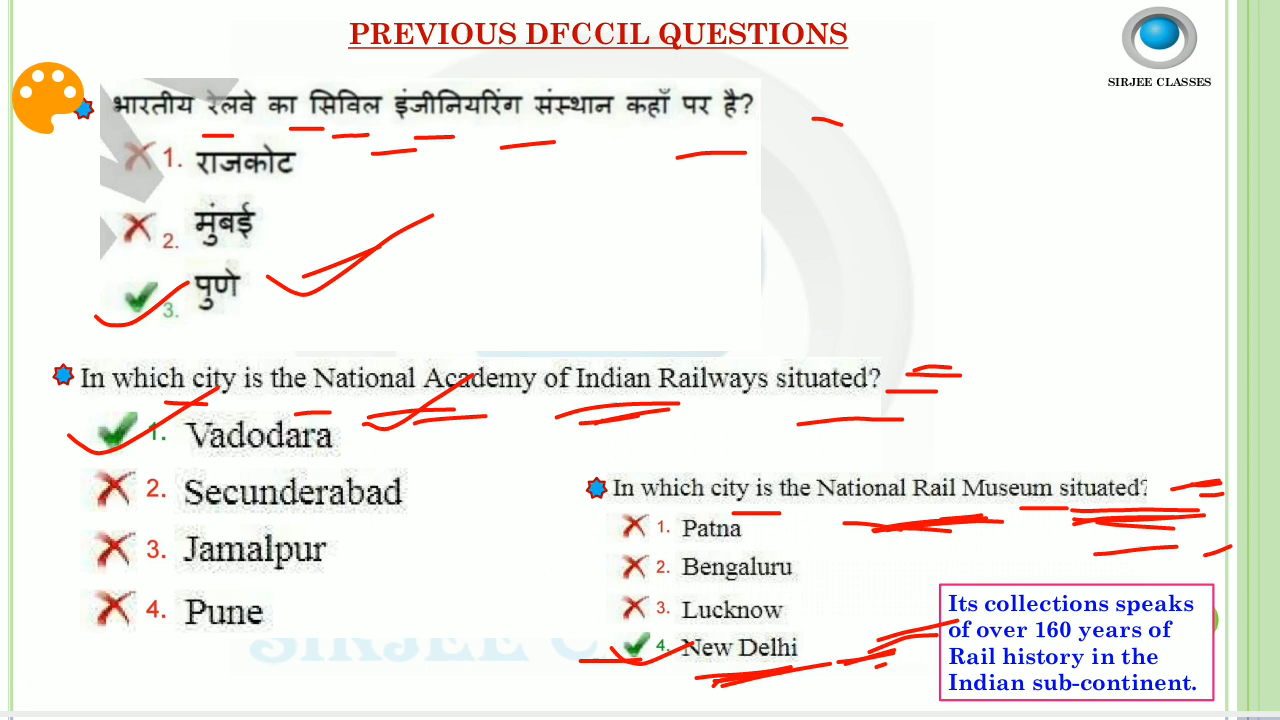 PREVIOUS DFCCIL QUESTIONS
SIRJEE CLASSES
भारतीय रेलवे का सिविल इंजीनियरिंग संस्थान कहाँ पर है?
1. राजकोट
2. मुंबई
3. पुणे
In which city is the National Academy of Indian Railways situated?
1. Vadodara
2. Secunderabad
3. Jamalpur
4. Pune
In which city is the National Rail Museum situated?
1. Patna
2. Bengaluru
3. Lucknow
4. New Delhi
Its collections speaks
of over 160 years of
Rail history in the
Indian sub-continent.
SIRJEE C